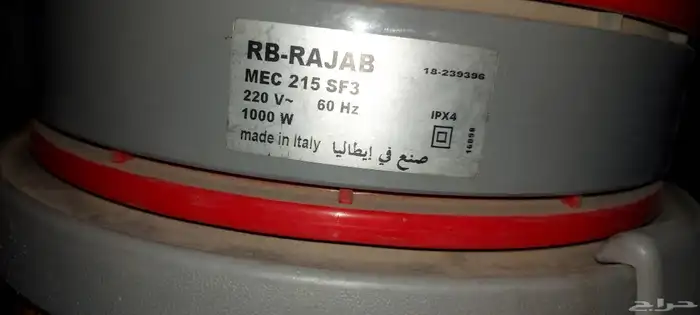 RB-RAJAB
18-239396
MEC 215 SF3
220 V~ 60 Hz
1000 W
IPX4
16098
made in Italy صنع في إيطاليا
حراج